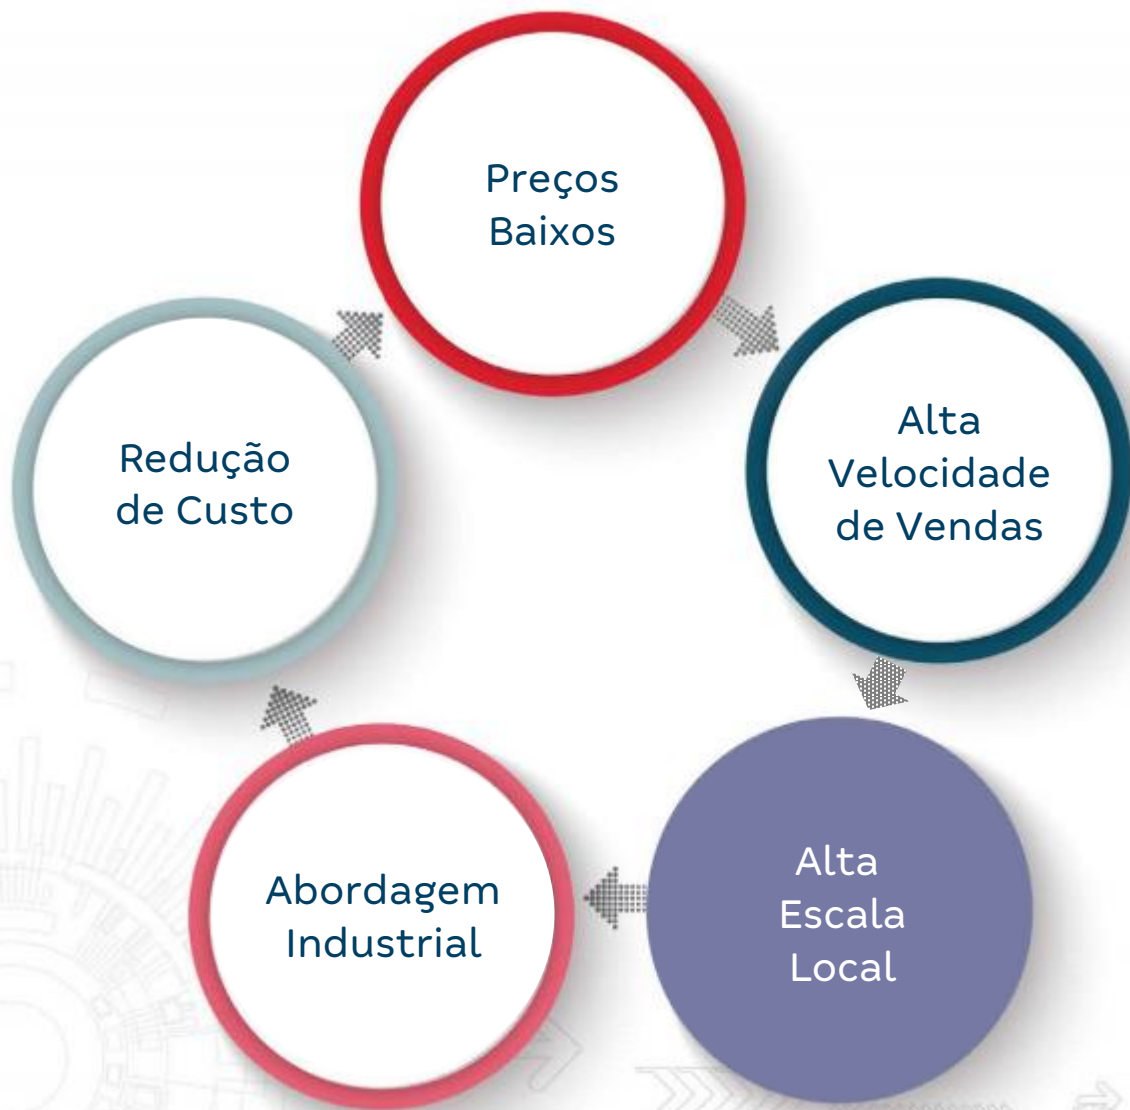 Preços
Baixos
Alta
Velocidade
de Vendas
Alta
Escala
Local
Abordagem
Industrial
Redução
de Custo